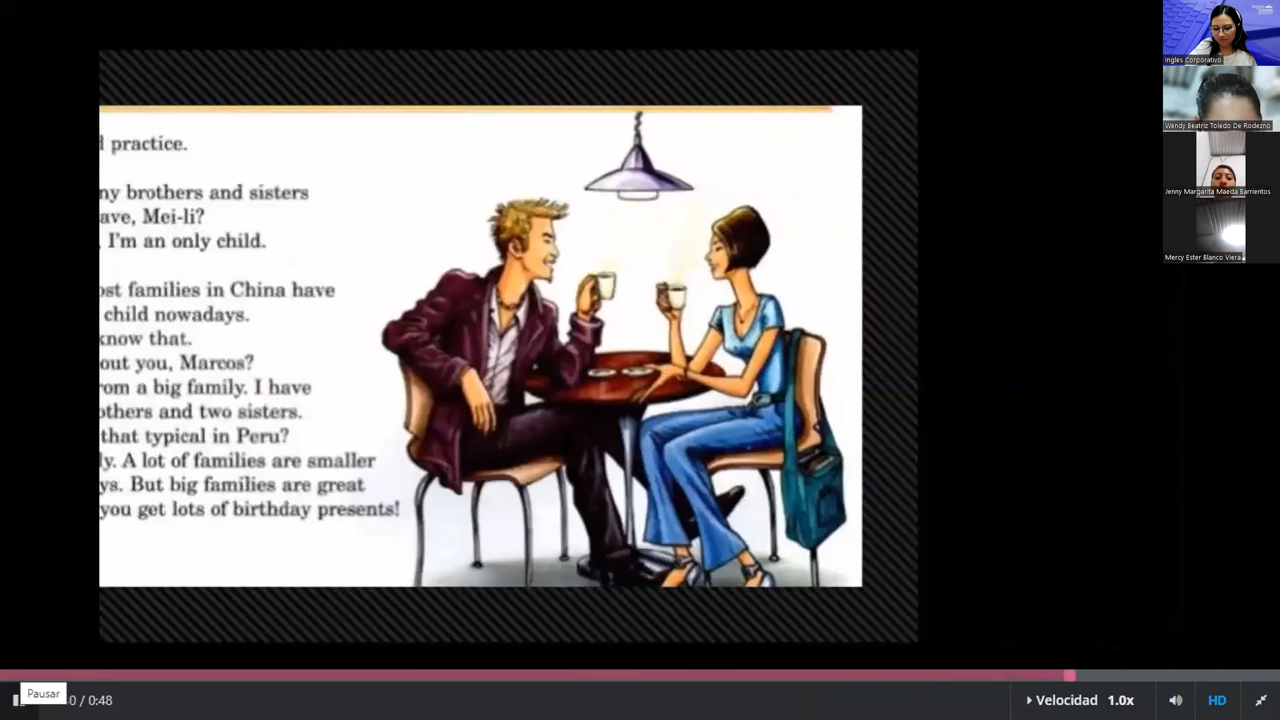 practice.
ny brothers and sisters
ave, Mei-li?
I'm an only child.
ost families in China have
child nowadays.
know that.
out you, Marcos?
rom a big family. I have
others and two sisters.
that typical in Peru?
ly. A lot of families are smaller
ys. But big families are great
you get lots of birthday presents!
Ingles Corporativo
Wendy Beatriz Toledo De Rodezno
Jenny Margarita Maeda Barrientos
Mercy Ester Blanco Viera
Pausar
0 / 0:48
Velocidad 1.0x
HD